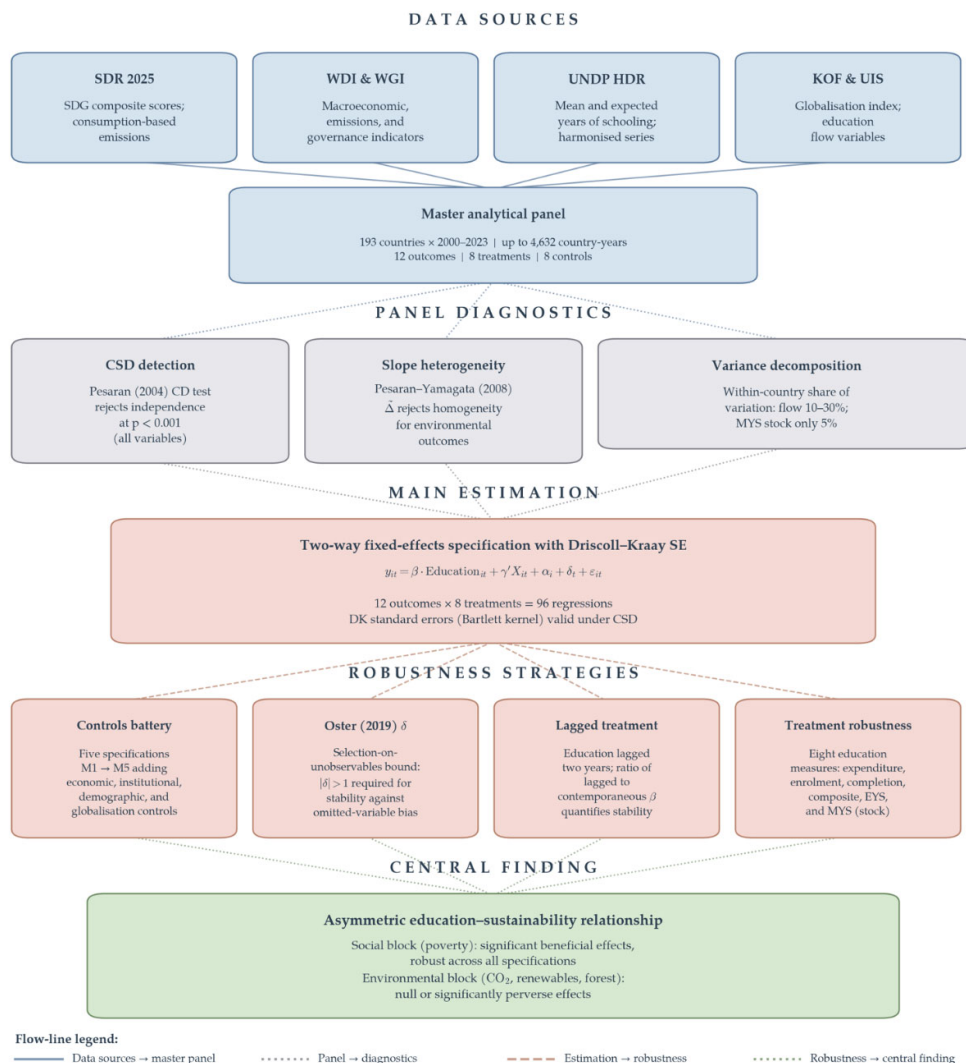 DATA SOURCES
SDR 2025
SDG composite scores;
consumption-based
emissions
WDI & WGI
Macroeconomic,
emissions, and
governance indicators
UNDP HDR
Mean and expected
years of schooling;
harmonised series
KOF & UIS
Globalisation index;
education
flow variables
Master analytical panel
193 countries × 2000–2023 | up to 4,632 country-years
12 outcomes | 8 treatments | 8 controls
PANEL DIAGNOSTICS
CSD detection
Pesaran (2004) CD test
rejects independence
at p < 0.001
(all variables)
Slope heterogeneity
Pesaran–Yamagata (2008)
Δ̃ rejects homogeneity
for environmental
outcomes
Variance decomposition
Within-country share of
variation: flow 10–30%;
MYS stock only 5%
MAIN ESTIMATION
Two-way fixed-effects specification with Driscoll–Kraay SE
y_it = β · Education_it + γ′X_it + α_i + δ_t + ε_it
12 outcomes × 8 treatments = 96 regressions
DK standard errors (Bartlett kernel) valid under CSD
ROBUSTNESS STRATEGIES
Controls battery
Five specifications
M1 → M5 adding
economic, institutional,
demographic, and
globalisation controls
Oster (2019) δ
Selection-on-
unobservables bound:
|δ| > 1 required for
stability against
omitted-variable bias
Lagged treatment
Education lagged
two years; ratio of
lagged to
contemporaneous β
quantifies stability
Treatment robustness
Eight education
measures: expenditure,
enrolment, completion,
composite, EYS,
and MYS (stock)
CENTRAL FINDING
Asymmetric education–sustainability relationship
Social block (poverty): significant beneficial effects,
robust across all specifications
Environmental block (CO₂, renewables, forest):
null or significantly perverse effects
Flow-line legend:
Data sources → master panel
Panel → diagnostics
Estimation → robustness
Robustness → central finding